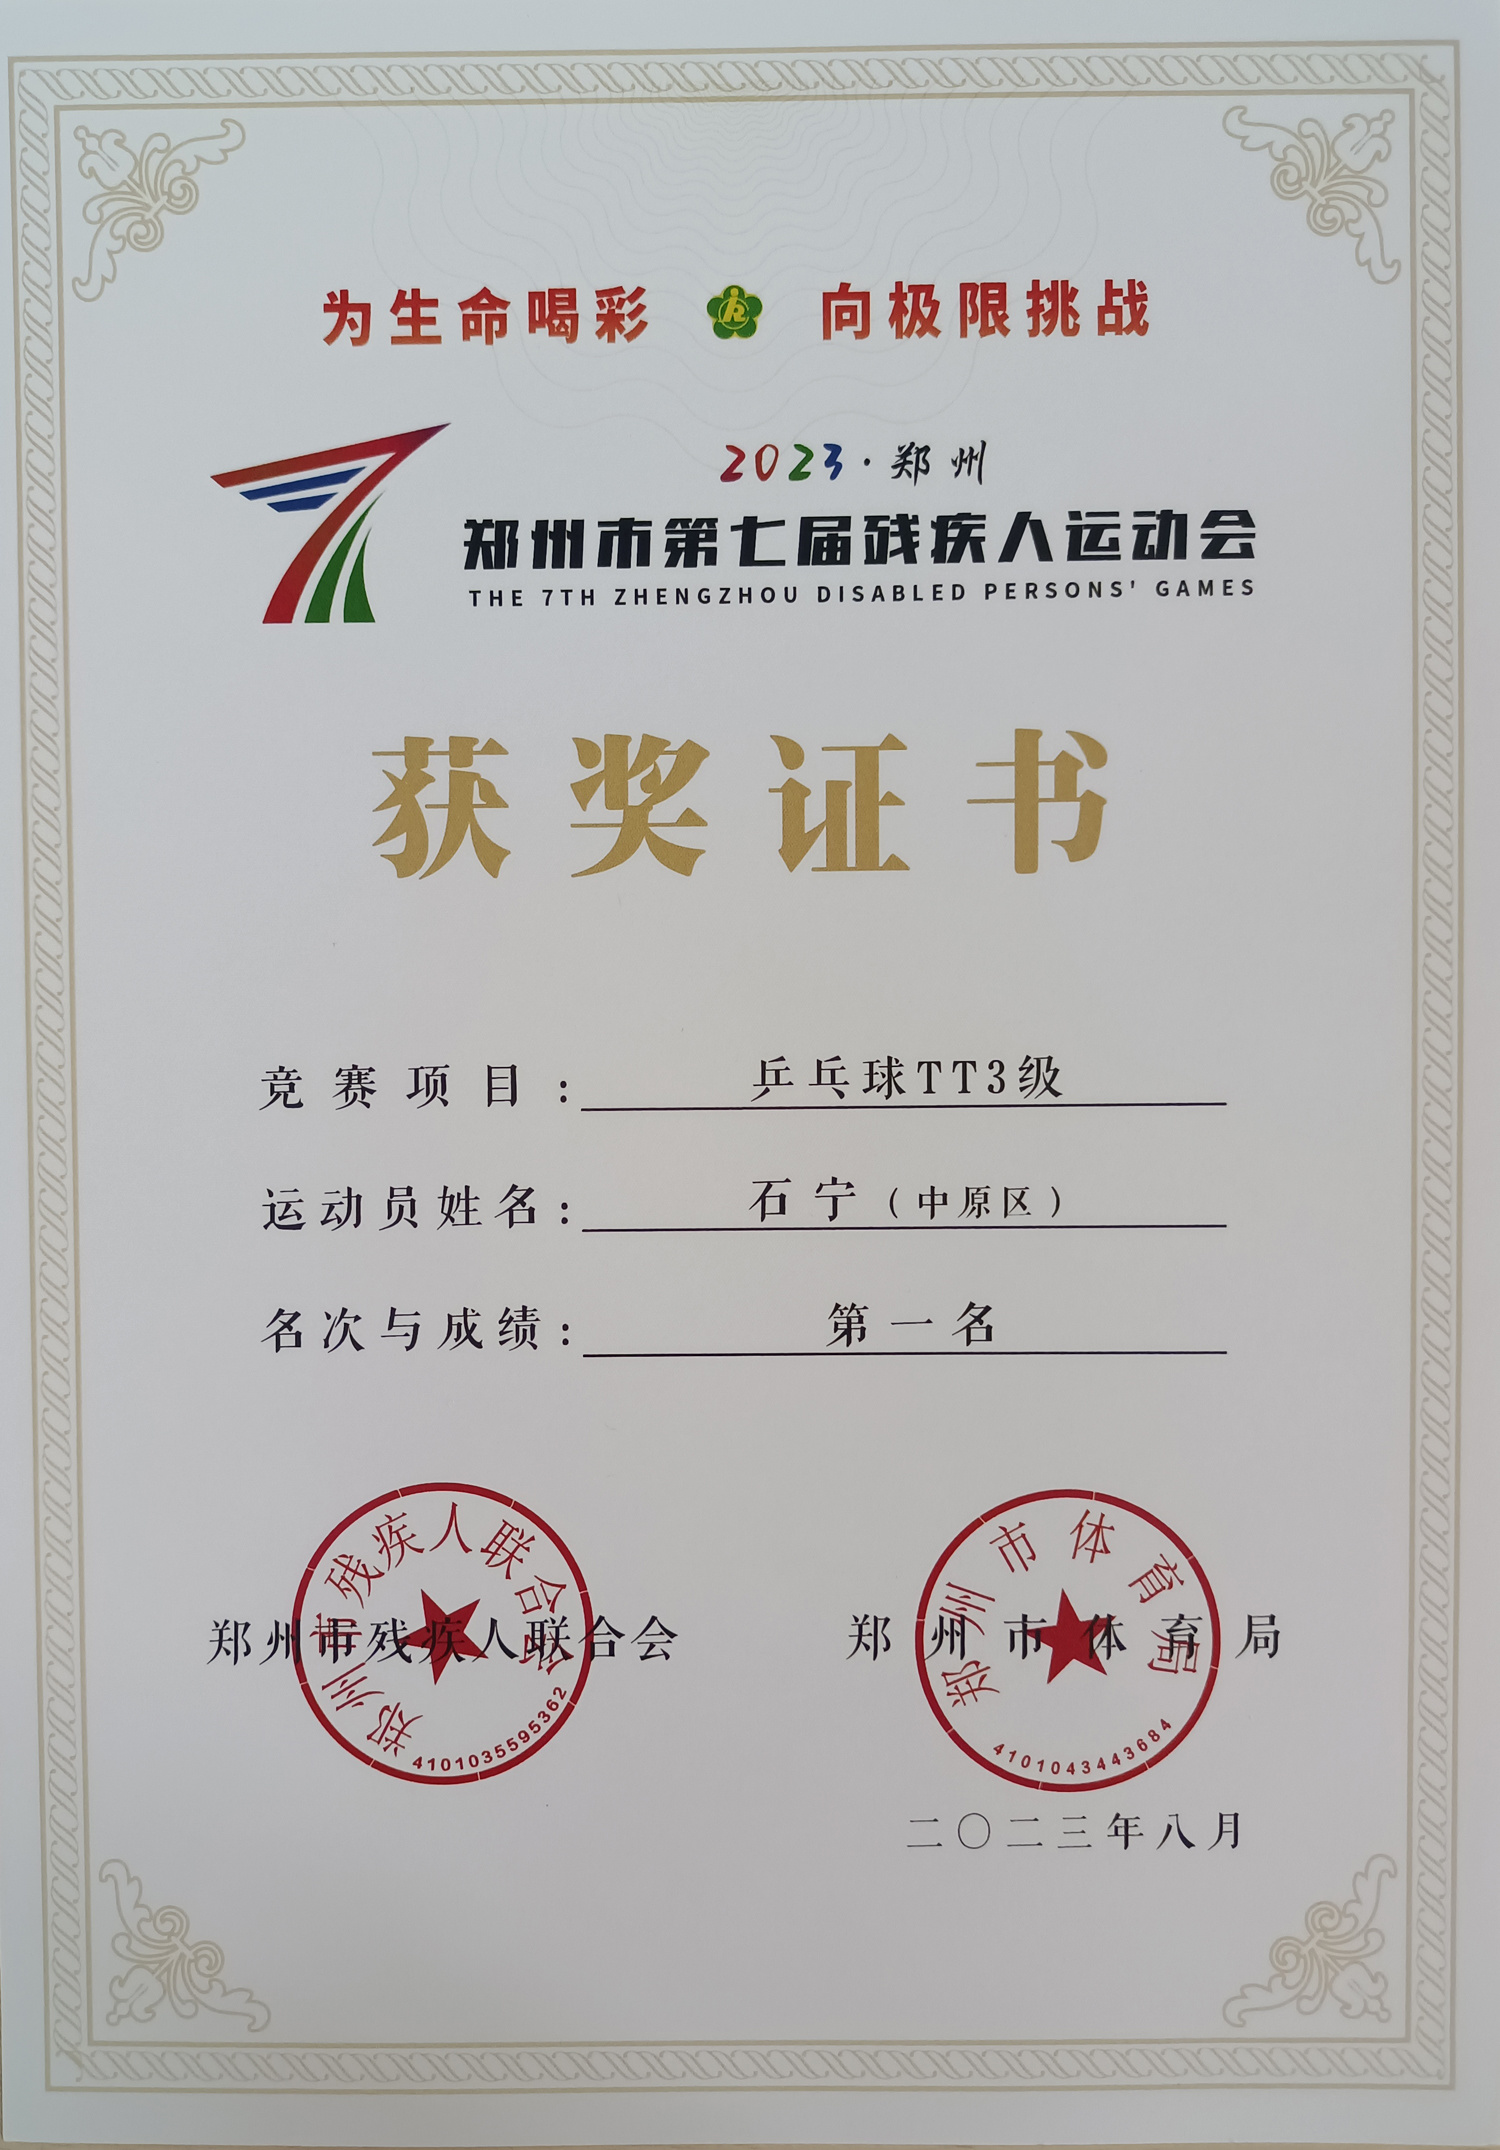 为生命喝彩 向极限挑战
2023·郑州
郑州市第七届残疾人运动会
THE 7TH ZHENGZHOU DISABLED PERSONS' GAMES
获奖证书
竞赛项目：乒乓球TT3级
运动员姓名：石宁（中原区）
名次与成绩：第一名
郑州市残疾人联合会
4101035595362
郑州市残疾人联合会 郑州市体育局
郑州市体育局
4101043443684
二〇二三年八月